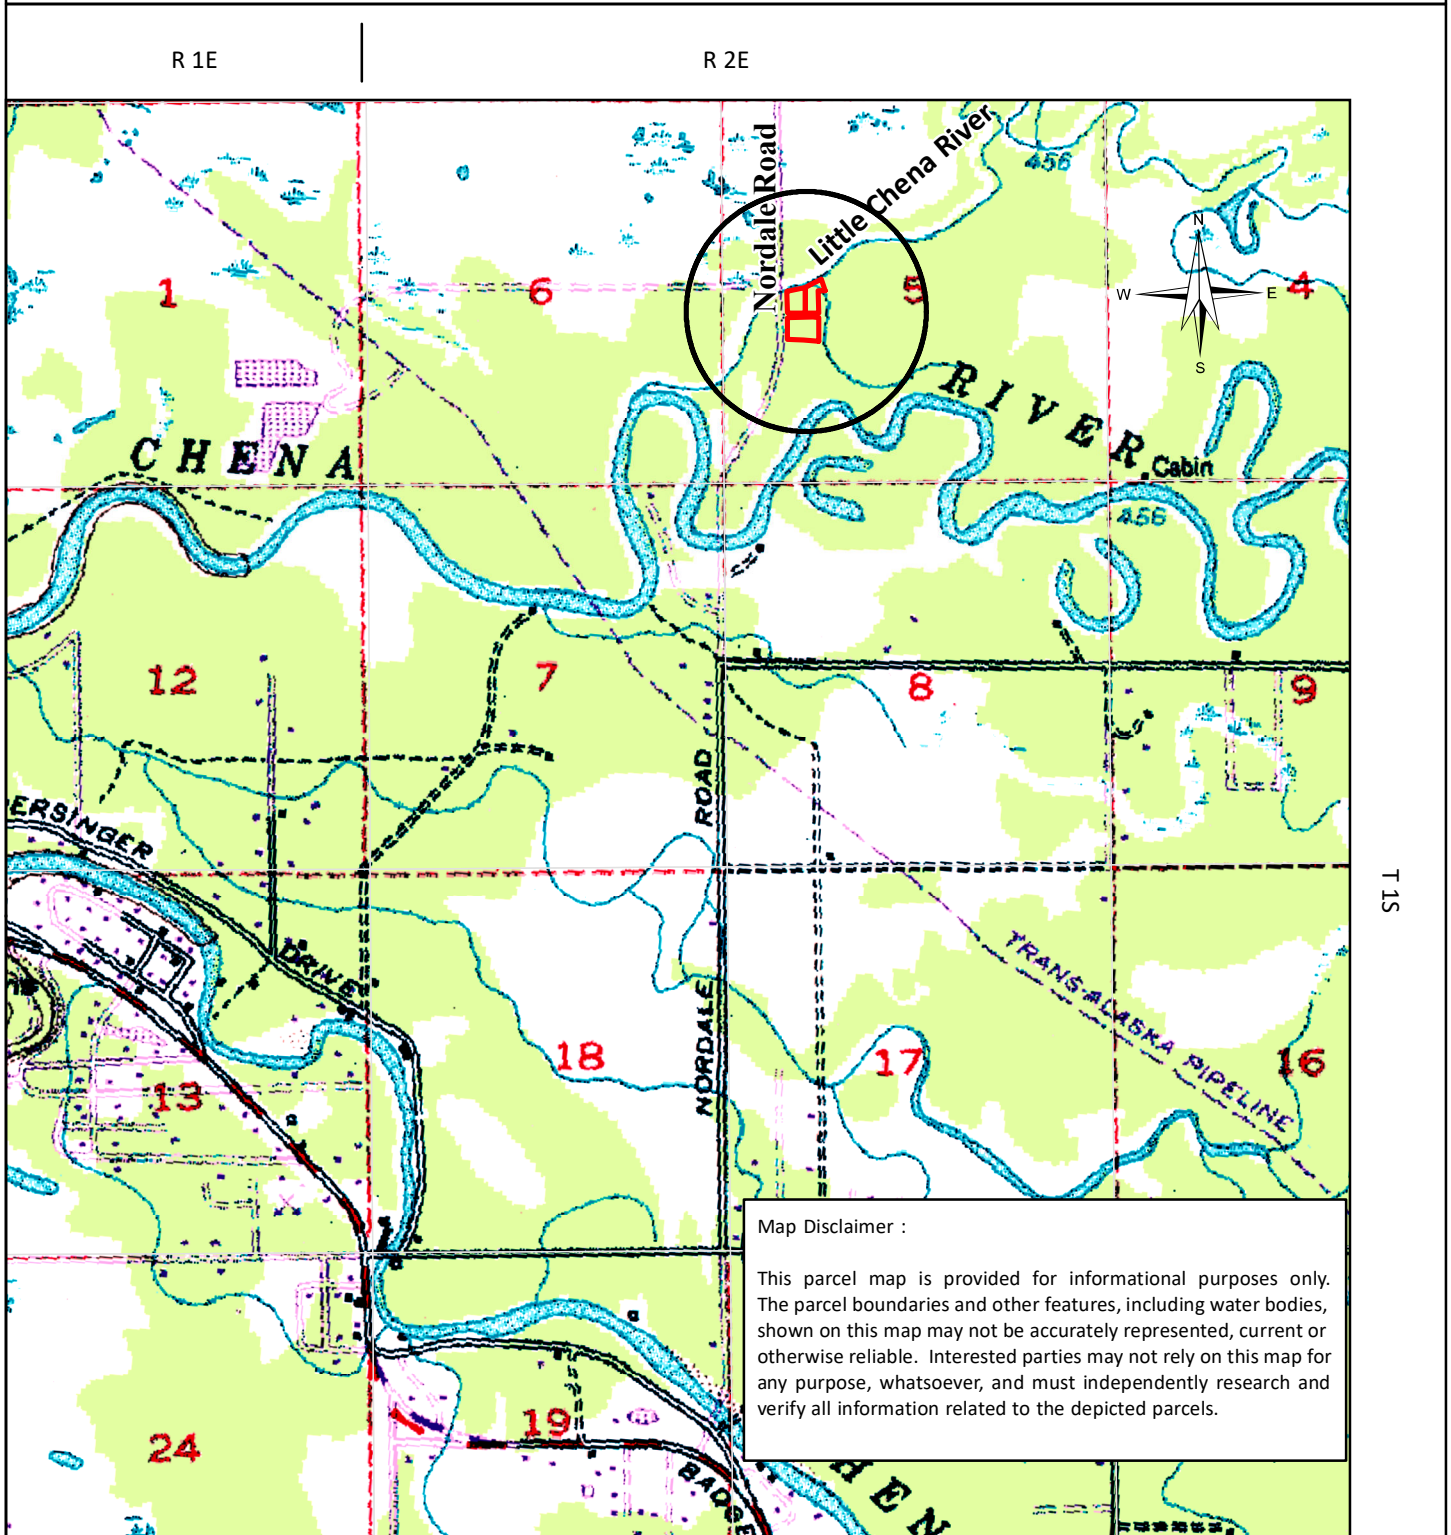 R 1E
R 2E
Nordale Road
Little Chena River
456
N
W
E
S
1
6
5
4
CHENA
RIVER
Cabin
456
12
7
8
9
ERSINGER
DRIVE
ROAD
NORDALE
T 1S
TRANS-ALASKA PIPELINE
13
18
17
16
Map Disclaimer :
This parcel map is provided for informational purposes only.
The parcel boundaries and other features, including water bodies,
shown on this map may not be accurately represented, current or
otherwise reliable. Interested parties may not rely on this map for
any purpose, whatsoever, and must independently research and
verify all information related to the depicted parcels.
24
19
BADGE
HEN